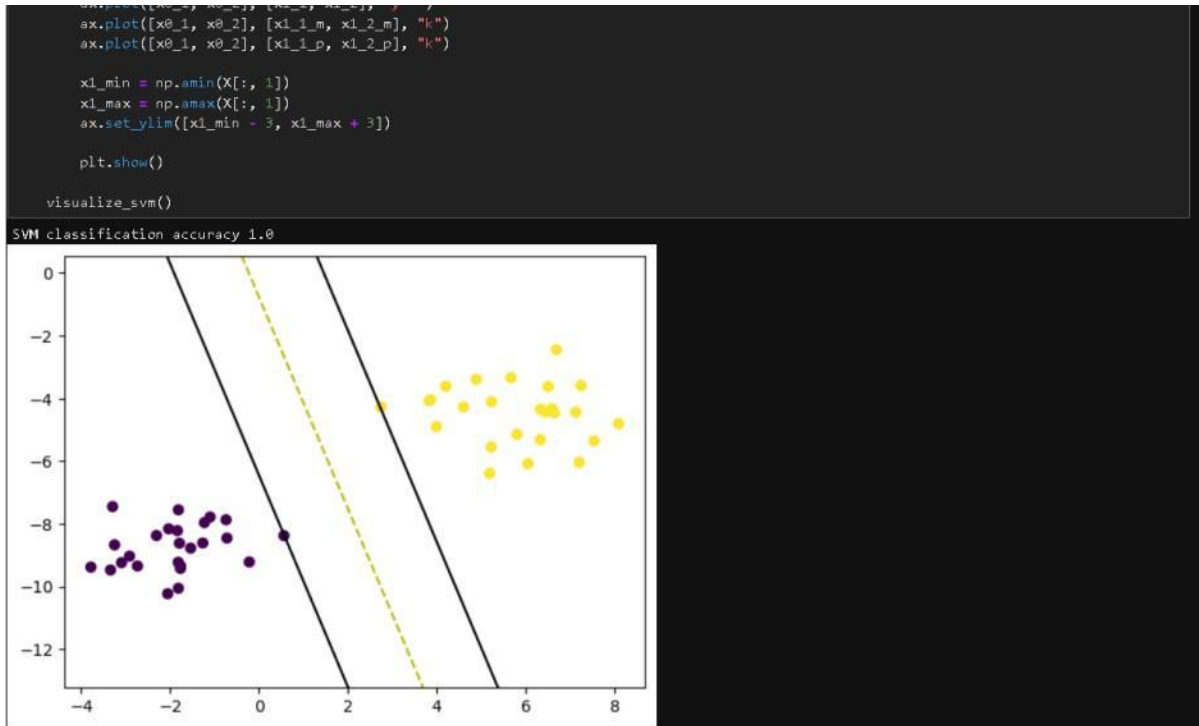 ax.plot([x0_1, x0_2], [x1_1_m, x1_2_m], "k")
ax.plot([x0_1, x0_2], [x1_1_p, x1_2_p], "k")
x1_min = np.amin(X[:, 1])
x1_max = np.amax(X[:, 1])
ax.set_ylim([x1_min - 3, x1_max + 3])
plt.show()
visualize_svm()
SVM classification accuracy 1.0
0
−2
−4
−6
−8
−10
−12
−4
−2
0
2
4
6
8